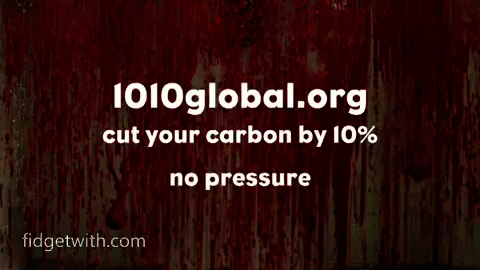 1010global.org
cut your carbon by 10%
no pressure
fidgetwith.com